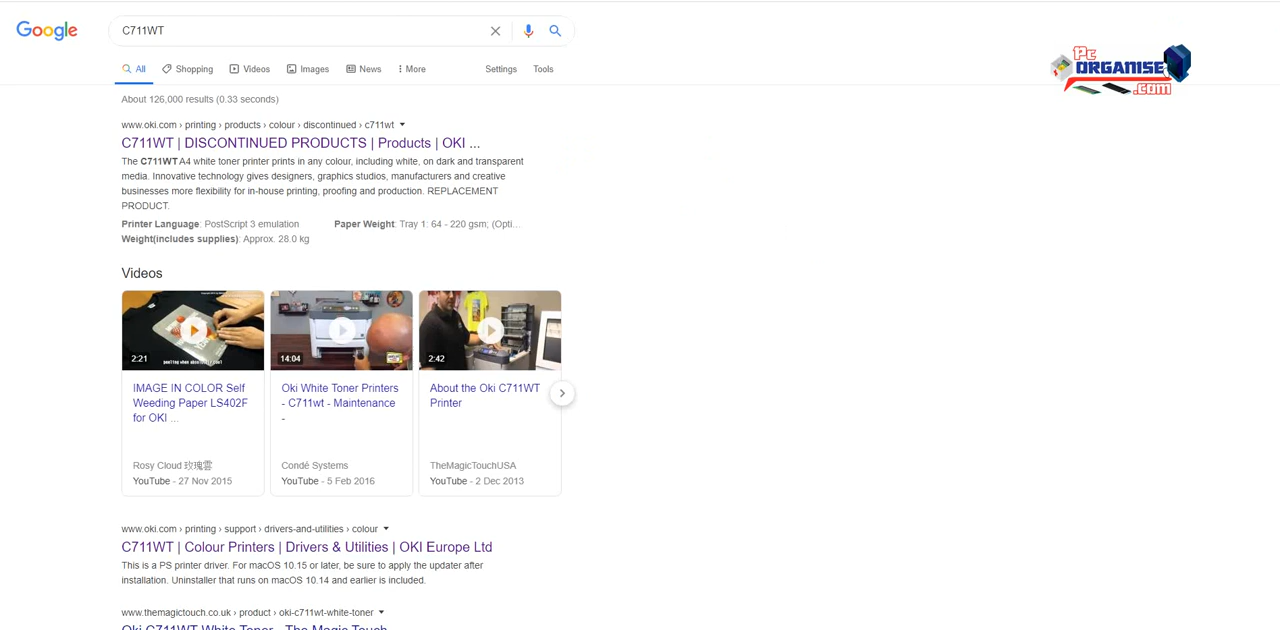 Google
C711WT
All
Shopping
Videos
Images
News
More
Settings
Tools
Pc
ORGANISE
.com
About 126,000 results (0.33 seconds)
www.oki.com › printing › products › colour › discontinued › c711wt
C711WT | DISCONTINUED PRODUCTS | Products | OKI ...
The C711WT A4 white toner printer prints in any colour, including white, on dark and transparent
media. Innovative technology gives designers, graphics studios, manufacturers and creative
businesses more flexibility for in-house printing, proofing and production. REPLACEMENT
PRODUCT.
Printer Language: PostScript 3 emulation
Paper Weight: Tray 1: 64 - 220 gsm; (Opti...
Weight(includes supplies): Approx. 28.0 kg
Videos
2:21
IMAGE IN COLOR Self
Weeding Paper LS402F
for OKI ...
Rosy Cloud 玫瑰雲
YouTube - 27 Nov 2015
14:04
Oki White Toner Printers
- C711wt - Maintenance
-
Condé Systems
YouTube - 5 Feb 2016
2:42
About the Oki C711WT
Printer
TheMagicTouchUSA
YouTube - 2 Dec 2013
www.oki.com › printing › support › drivers-and-utilities › colour
C711WT | Colour Printers | Drivers & Utilities | OKI Europe Ltd
This is a PS printer driver. For macOS 10.15 or later, be sure to apply the updater after
installation. Uninstaller that runs on macOS 10.14 and earlier is included.
www.themagictouch.co.uk › product › oki-c711wt-white-toner
Oki C711WT White Toner - The Magic Touch